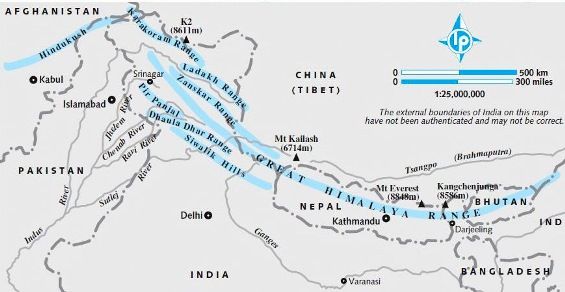 AFGHANISTAN
Hindukush
Karakoram Range
K2
(8611m)
Kabul
Srinagar
Ladakh Range
Zanskar Range
Islamabad
Pir Panjal
Dhaula Dhar Range
Siwalik Hills
Jhelem River
Chenab River
Ravi River
PAKISTAN
Sutlej River
Indus River
CHINA
(TIBET)
LP
0 500 km
0 300 miles
1:25,000,000
The external boundaries of India on this map
have not been authenticated and may not be correct.
Mt Kailash
(6714m)
Tsangpo (Brahmaputra)
GREAT HIMALAYA RANGE
Mt Everest
(8848m)
Kangchenjunga
(8586m)
BHUTAN
NEPAL
Kathmandu
Darjeeling
IND
Delhi
Ganges
INDIA
Varanasi
BANGLADESH